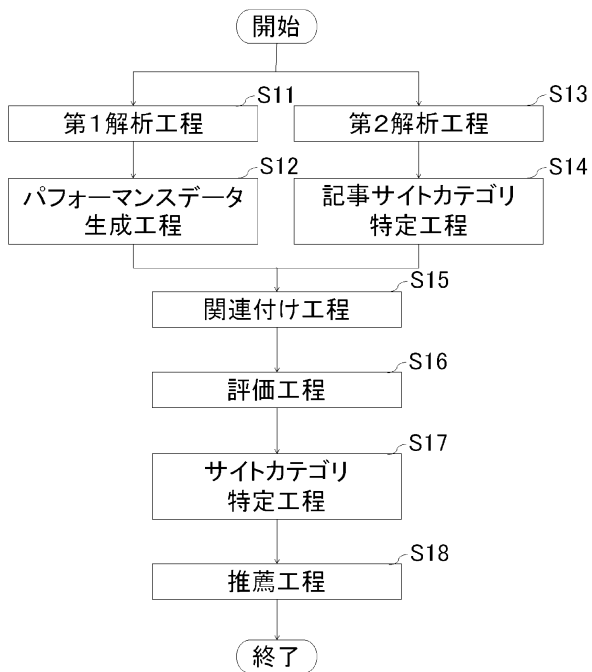 開始
S11
第1解析工程
S13
第2解析工程
S12
パフォーマンスデータ
生成工程
S14
記事サイトカテゴリ
特定工程
S15
関連付け工程
S16
評価工程
S17
サイトカテゴリ
特定工程
S18
推薦工程
終了